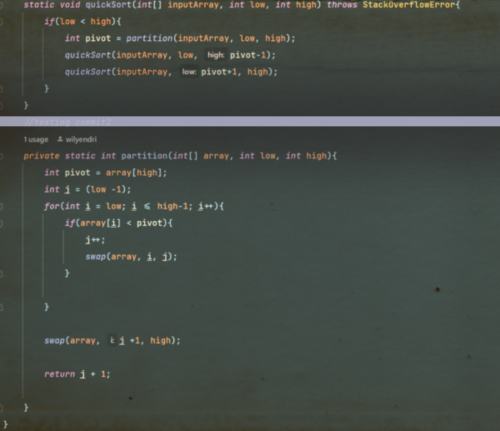 static void quickSort(int[] inputArray, int low, int high) throws StackOverflowError{
if(low < high){
int pivot = partition(inputArray, low, high);
quickSort(inputArray, low, high: pivot-1);
quickSort(inputArray, low: pivot+1, high);
}
}
//testing commit2
1 usage wilyendri
private static int partition(int[] array, int low, int high){
int pivot = array[high];
int j = (low -1);
for(int i = low; i ≤ high-1; i++){
if(array[i] < pivot){
j++;
swap(array, i, j);
}
}
swap(array, i: j +1, high);
return j + 1;
}
}